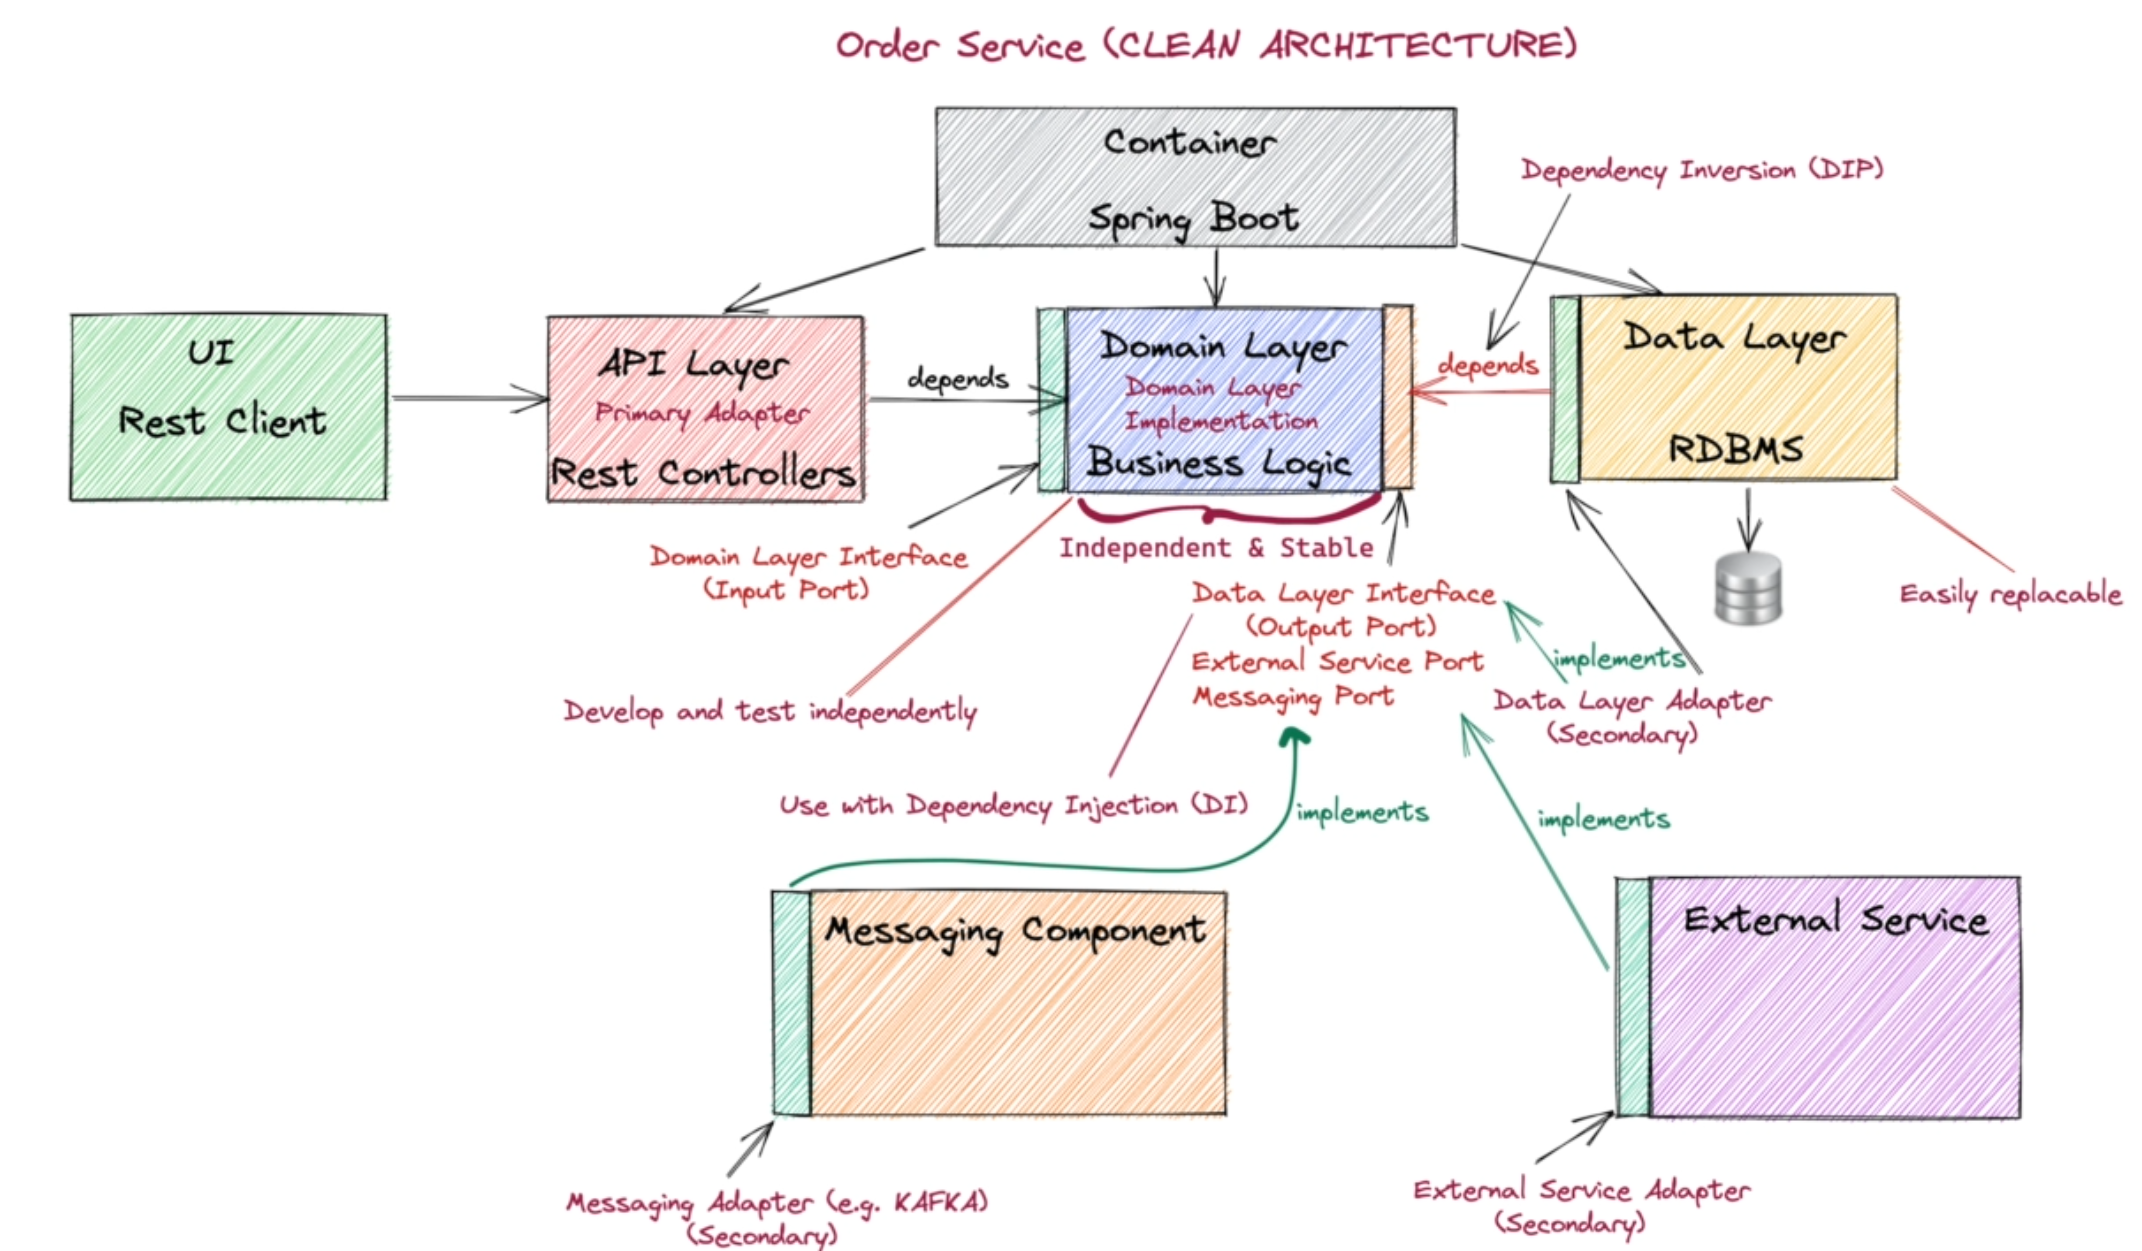 Order Service (CLEAN ARCHITECTURE)
Container
Spring Boot
Dependency Inversion (DIP)
UI
Rest Client
API Layer
Primary Adapter
Rest Controllers
depends
Domain Layer
Domain Layer
Implementation
Business Logic
depends
Data Layer
RDBMS
Domain Layer Interface
(Input Port)
Independent & Stable
Data Layer Interface
(Output Port)
External Service Port
Messaging Port
Easily replacable
implements
Data Layer Adapter
(Secondary)
Develop and test independently
Use with Dependency Injection (DI)
implements
implements
Messaging Component
External Service
Messaging Adapter (e.g. KAFKA)
(Secondary)
External Service Adapter
(Secondary)